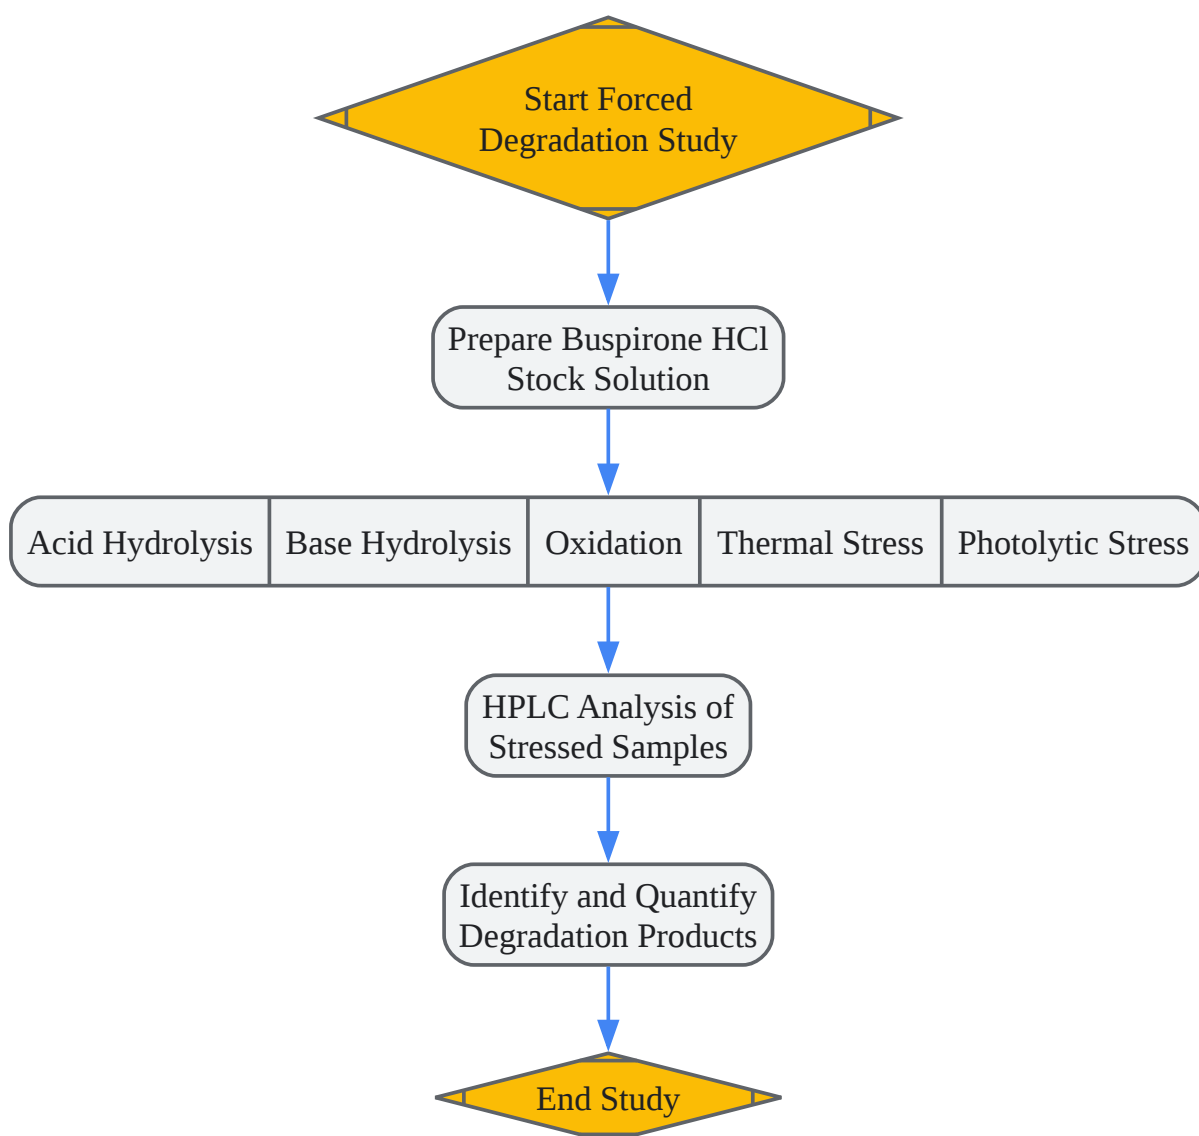 Start Forced
Degradation Study
Prepare Buspirone HCl
Stock Solution
Acid Hydrolysis
Base Hydrolysis
Oxidation
Thermal Stress
Photolytic Stress
HPLC Analysis of
Stressed Samples
Identify and Quantify
Degradation Products
End Study